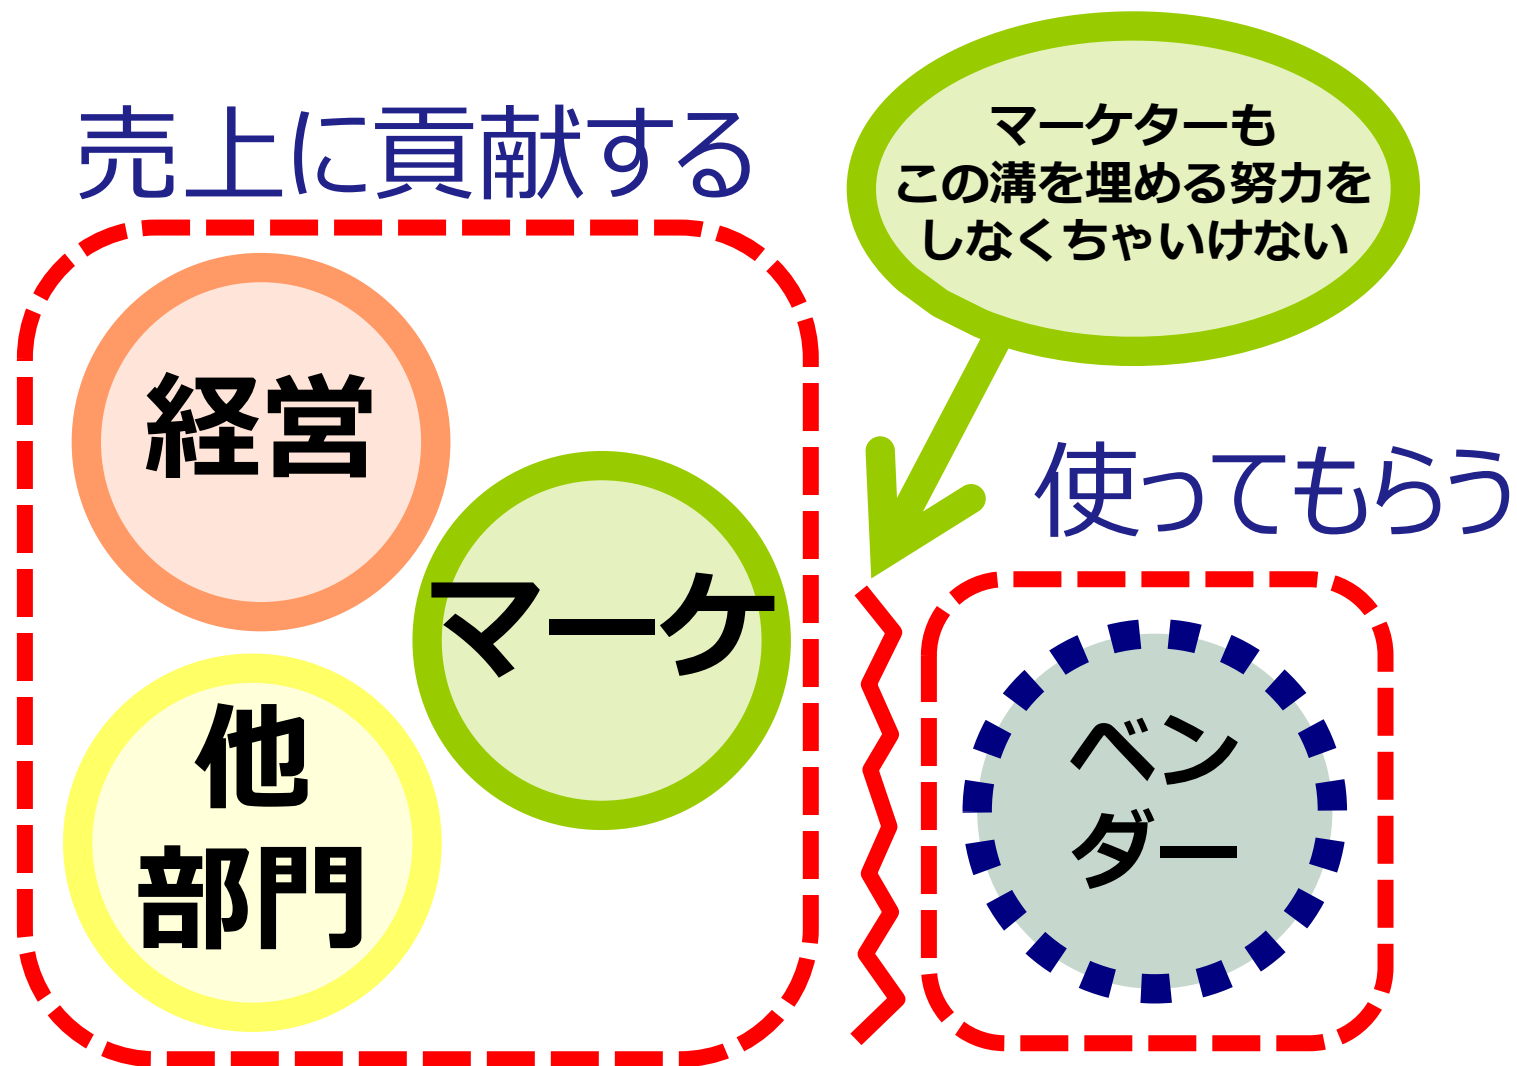 売上に貢献する
マーケターも
この溝を埋める努力を
しなくちゃいけない
経営
マーケ
他
部門
使ってもらう
ベン
ダー